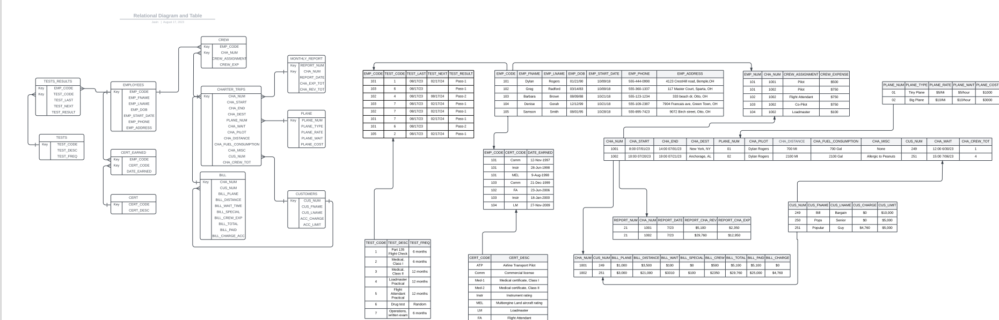 Relational Diagram and Table
Jasin | August 17, 2023
TESTS_RESULTS
Key EMP_CODE
Key TEST_CODE
TEST_LAST
TEST_NEXT
TEST_RESULT
TESTS
Key TEST_CODE
TEST_DESC
TEST_FREQ
EMPLOYEES
Key EMP_CODE
EMP_FNAME
EMP_LNAME
EMP_DOB
EMP_START_DATE
EMP_PHONE
EMP_ADDRESS
CERT_EARNED
Key EMP_CODE
Key CERT_CODE
DATE_EARNED
CERT
Key CERT_CODE
CERT_DESC
CREW
Key EMP_CODE
Key CHA_NUM
CREW_ASSIGNMENT
CREW_EXP
CHARTER_TRIPS
Key CHA_NUM
CHA_START
CHA_END
CHA_DEST
PLANE_NUM
CHA_WAIT
CHA_PILOT
CHA_DISTANCE
CHA_FUEL_CONSUMPTION
CHA_MISC
CUS_NUM
CHA_CREW_TOT
BILL
Key CHA_NUM
CUS_NUM
BILL_PLANE
BILL_DISTANCE
BILL_WAIT_TIME
BILL_SPECIAL
BILL_CREW_EXP
BILL_TOTAL
BILL_PAID
BILL_CHARGE_ACC
MONTHLY_REPORT
Key REPORT_NUM
Key CHA_NUM
REPORT_DATE
CHA_EXP_TOT
CHA_REV_TOT
PLANE
Key PLANE_NUM
PLANE_TYPE
PLANE_RATE
PLANE_WAIT
PLANE_COST
CUSTOMERS
Key CUS_NUM
CUS_FNAME
CUS_LNAME
ACC_CHARGE
ACC_LIMIT
EMP_CODE TEST_CODE TEST_LAST TEST_NEXT TEST_RESULT
101 1 08/17/23 02/17/24 Pass-1
103 6 08/17/23 Pass-1
102 4 08/17/23 08/17/24 Pass-2
103 7 08/17/23 02/17/24 Pass-1
102 7 08/17/23 02/17/24 Pass-1
101 7 08/17/23 02/17/24 Pass-1
101 6 08/17/23 Pass-2
105 2 08/17/23 02/17/24 Pass-1
EMP_CODE EMP_FNAME EMP_LNAME EMP_DOB EMP_START_DATE EMP_PHONE EMP_ADDRESS
101 Dylan Rogers 01/21/90 10/09/18 555-444-0990 4123 CrestHill road, Bemple,OH
102 Greg Radford 03/14/83 10/09/18 555-360-1337 117 Master Court, Sparta, OH
103 Barbara Brown 08/09/88 10/21/18 555-123-1234 333 beach dr, Otto, OH
104 Denise Gorah 12/12/99 10/21/18 555-109-2387 7904 Francais ave, Green Town, OH
105 Samson Smith 08/01/95 10/28/18 555-895-7423 9072 Birch street, Otto, OH
EMP_NUM CHA_NUM CREW_ASSIGNMENT CREW_EXPENSE
101 1001 Pilot $500
101 1002 Pilot $750
102 1002 Flight Attendant $750
103 1002 Co-Pilot $750
104 1002 Loadmaster $100
PLANE_NUM PLANE_TYPE PLANE_RATE PLANE_WAIT PLANE_COST
01 Tiny Plane $5/Mi $5/hour $1000
02 Big Plane $10/Mi $10/hour $3000
CHA_NUM CHA_START CHA_END CHA_DEST PLANE_NUM CHA_PILOT CHA_DISTANCE CHA_FUEL_CONSUMPTION CHA_MISC CUS_NUM CHA_WAIT CHA_CREW_TOT
1001 8:00 07/01/23 14:00 07/01/23 New York, NY 01 Dylan Rogers 700 MI 700 Gal None 249 12:00 6/30/23 1
1002 10:00 07/20/23 19:00 07/21/23 Anchorage, AL 02 Dylan Rogers 2100 MI 2100 Gal Allergic to Peanuts 251 15:00 7/06/23 4
EMP_CODE CERT_CODE DATE_EARNED
101 Comm 12-Nov-1997
101 Instr 28-Jun-1998
101 MEL 9-Aug-1998
103 Comm 21-Dec-1999
102 FA 23-Jun-2006
103 Instr 18-Jan-2000
104 LM 27-Nov-2009
CUS_NUM CUS_FNAME CUS_LNAME CUS_CHARGE CUS_LIMIT
249 Bill Bargain $0 $10,000
250 Pops Senior $0 $5,000
251 Popular Guy $4,760 $5,000
REPORT_NUM CHA_NUM REPORT_DATE REPORT_CHA_REV REPORT_CHA_EXP
21 1001 7/23 $5,100 $2,350
21 1002 7/23 $29,760 $12,950
TEST_CODE TEST_DESC TEST_FREQ
1 Part 135 Flight Check 6 months
2 Medical, Class I 6 months
3 Medical, Class II 12 months
4 Loadmaster Practical 12 months
5 Flight Attendant Practical 12 months
6 Drug test Random
7 Operations, written exam 6 months
CERT_CODE CERT_DESC
ATP Airline Transport Pilot
Comm Commercial license
Med-1 Medical certificate, Class I
Med-2 Medical certificate, Class II
Instr Instrument rating
MEL Multiengine Land aircraft rating
LM Loadmaster
FA Flight Attendant
CHA_NUM CUS_NUM BILL_PLANE BILL_DISTANCE BILL_WAIT BILL_SPECIAL BILL_CREW BILL_TOTAL BILL_PAID BILL_CHARGE
1001 249 $1,000 $3,500 $100 $0 $500 $5,100 $5,100 $0
1002 251 $3,000 $21,000 $3310 $100 $2350 $29,760 $25,000 $4,760